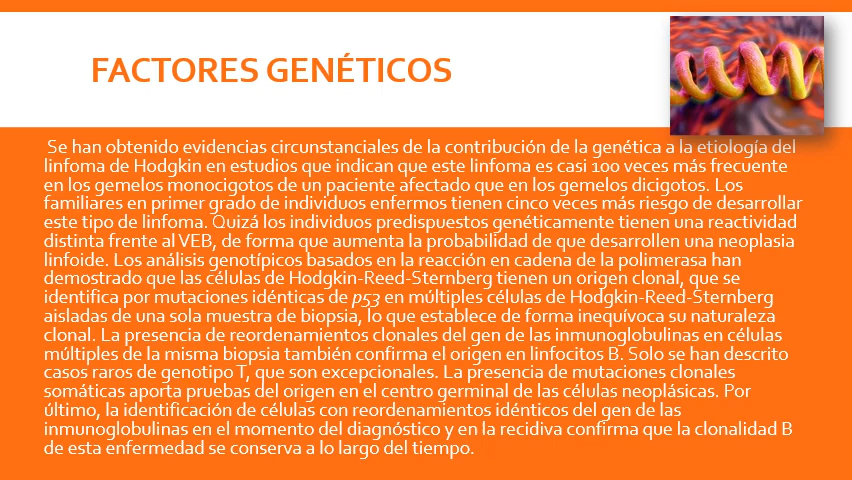 FACTORES GENÉTICOS
Se han obtenido evidencias circunstanciales de la contribución de la genética a la etiología del
linfoma de Hodgkin en estudios que indican que este linfoma es casi 100 veces más frecuente
en los gemelos monocigotos de un paciente afectado que en los gemelos dicigotos. Los
familiares en primer grado de individuos enfermos tienen cinco veces más riesgo de desarrollar
este tipo de linfoma. Quizá los individuos predispuestos genéticamente tienen una reactividad
distinta frente al VEB, de forma que aumenta la probabilidad de que desarrollen una neoplasia
linfoide. Los análisis genotípicos basados en la reacción en cadena de la polimerasa han
demostrado que las células de Hodgkin-Reed-Sternberg tienen un origen clonal, que se
identifica por mutaciones idénticas de p53 en múltiples células de Hodgkin-Reed-Sternberg
aisladas de una sola muestra de biopsia, lo que establece de forma inequívoca su naturaleza
clonal. La presencia de reordenamientos clonales del gen de las inmunoglobulinas en células
múltiples de la misma biopsia también confirma el origen en linfocitos B. Solo se han descrito
casos raros de genotipo T, que son excepcionales. La presencia de mutaciones clonales
somáticas aporta pruebas del origen en el centro germinal de las células neoplásicas. Por
último, la identificación de células con reordenamientos idénticos del gen de las
inmunoglobulinas en el momento del diagnóstico y en la recidiva confirma que la clonalidad B
de esta enfermedad se conserva a lo largo del tiempo.